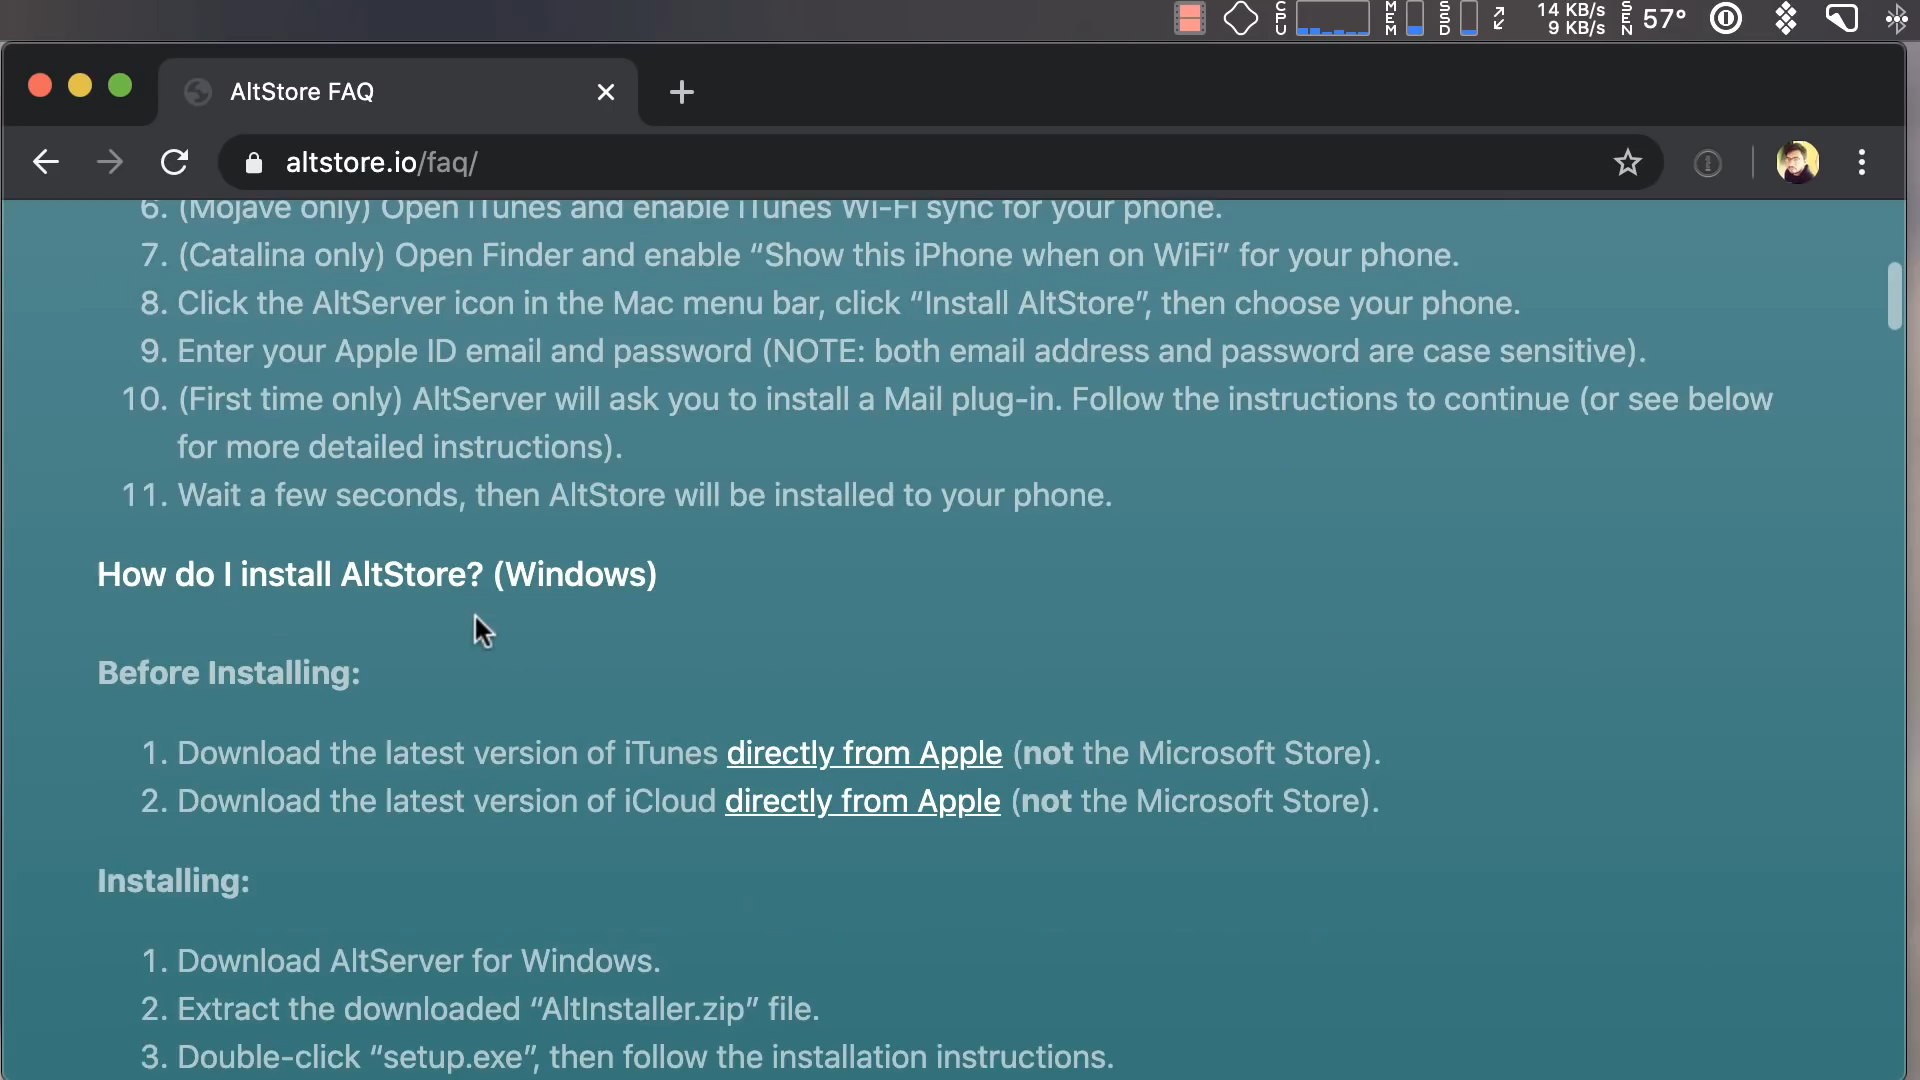 CPU MEM SSD 14 KB/s 9 KB/s SEN 57°
AltStore FAQ
altstore.io/faq/
6. (Mojave only) Open iTunes and enable iTunes Wi-Fi sync for your phone.
7. (Catalina only) Open Finder and enable “Show this iPhone when on WiFi” for your phone.
8. Click the AltServer icon in the Mac menu bar, click “Install AltStore”, then choose your phone.
9. Enter your Apple ID email and password (NOTE: both email address and password are case sensitive).
10. (First time only) AltServer will ask you to install a Mail plug-in. Follow the instructions to continue (or see below
for more detailed instructions).
11. Wait a few seconds, then AltStore will be installed to your phone.
How do I install AltStore? (Windows)
Before Installing:
1. Download the latest version of iTunes directly from Apple (not the Microsoft Store).
2. Download the latest version of iCloud directly from Apple (not the Microsoft Store).
Installing:
1. Download AltServer for Windows.
2. Extract the downloaded “AltInstaller.zip” file.
3. Double-click “setup.exe”, then follow the installation instructions.